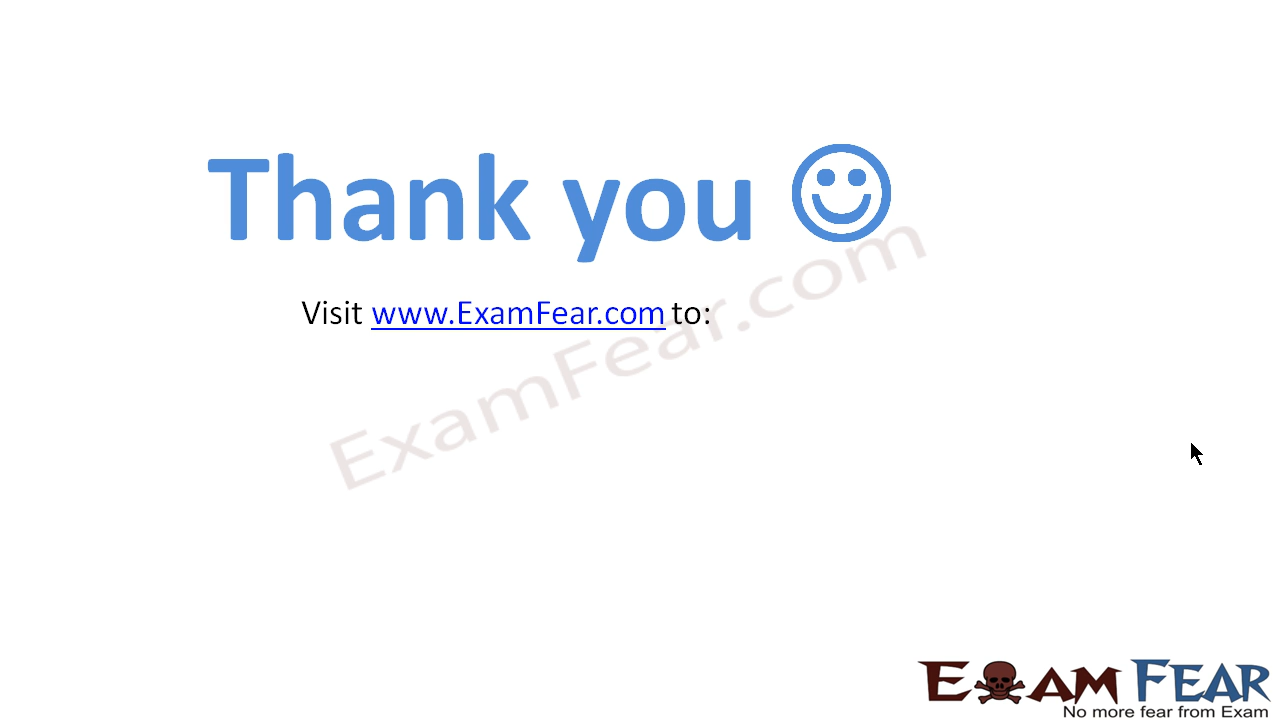 Thank you ☺
Visit www.ExamFear.com to:
ExamFear.com
EXAM FEAR
No more fear from Exam